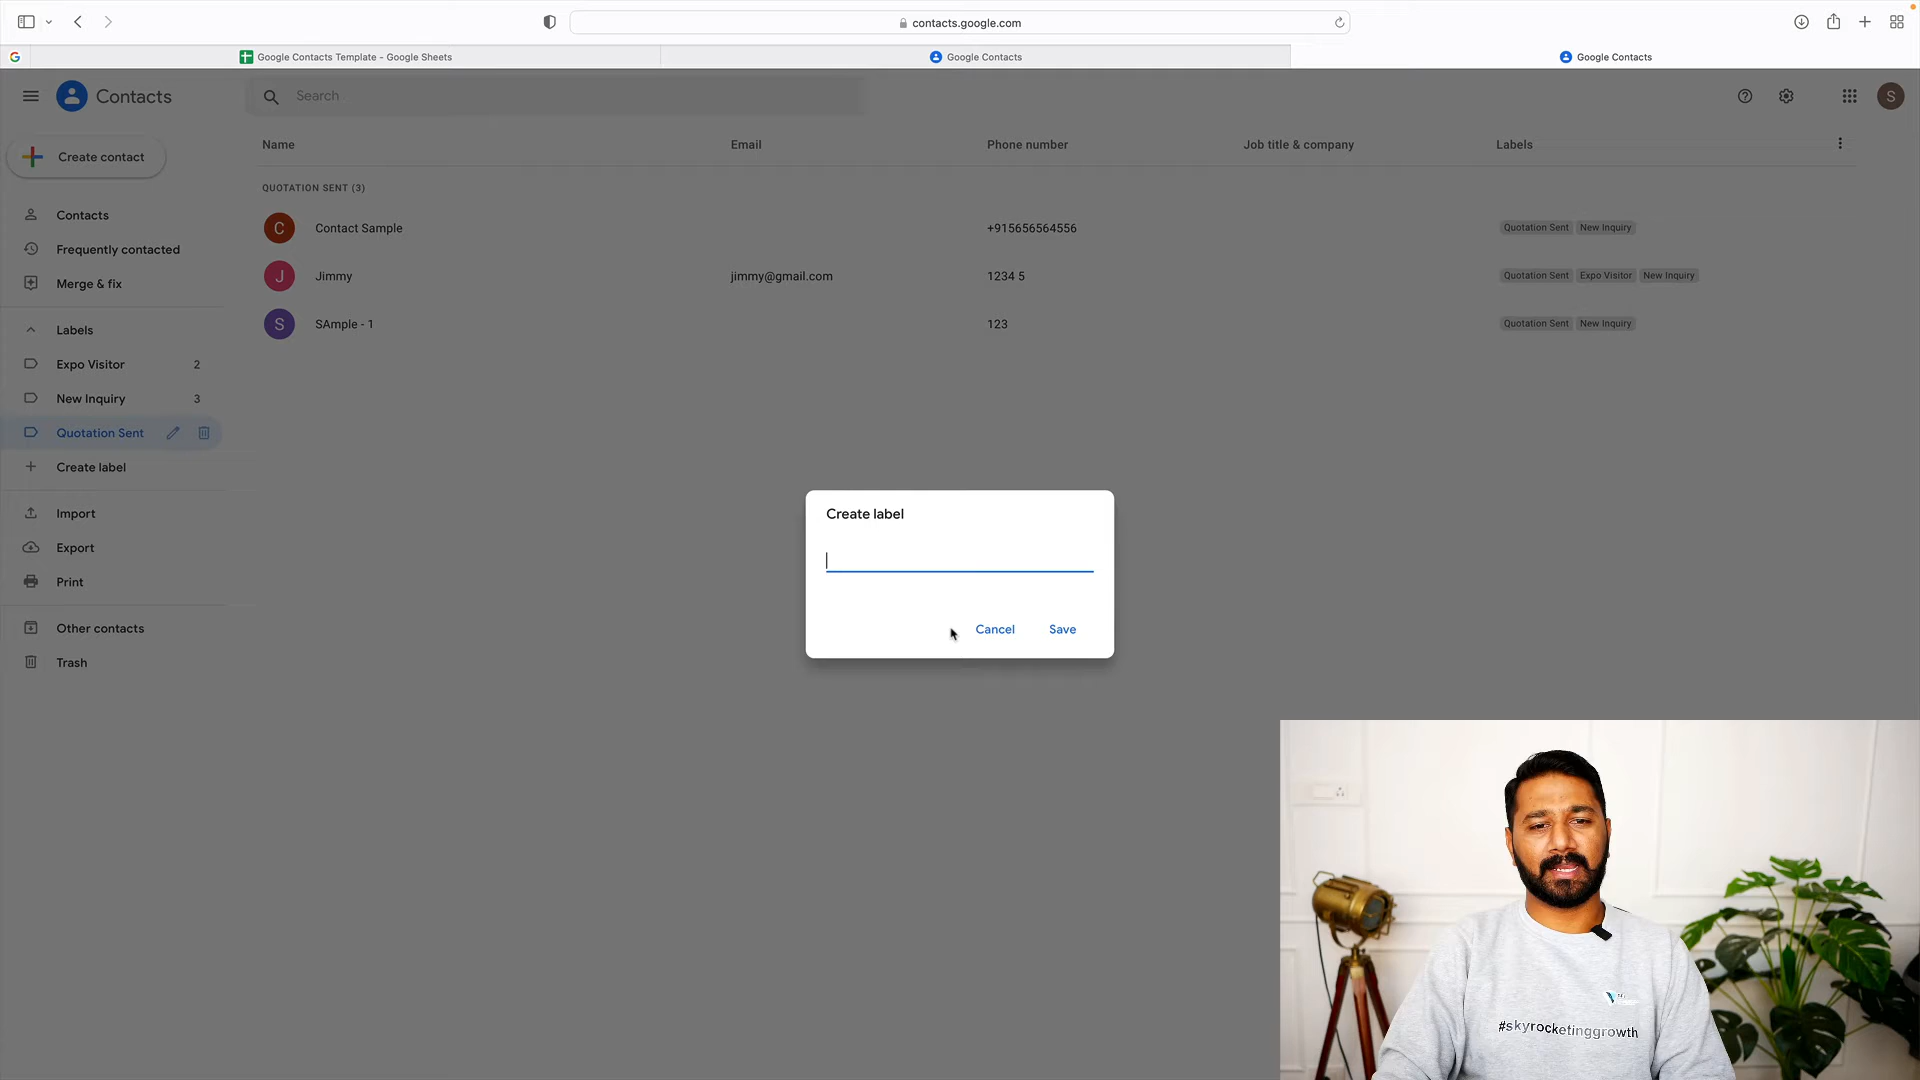 contacts.google.com
Google Contacts Template - Google Sheets
Google Contacts
Google Contacts
Contacts
Search
S
Create contact
Name
Email
Phone number
Job title & company
Labels
QUOTATION SENT (3)
Contacts
C
Contact Sample
+915656564556
Quotation Sent
New Inquiry
Frequently contacted
J
Jimmy
jimmy@gmail.com
1234 5
Quotation Sent
Expo Visitor
New Inquiry
Merge & fix
S
SAmple - 1
123
Quotation Sent
New Inquiry
Labels
Expo Visitor
2
New Inquiry
3
Quotation Sent
Create label
Import
Export
Print
Other contacts
Trash
Create label
Cancel
Save
#skyrocketinggrowth